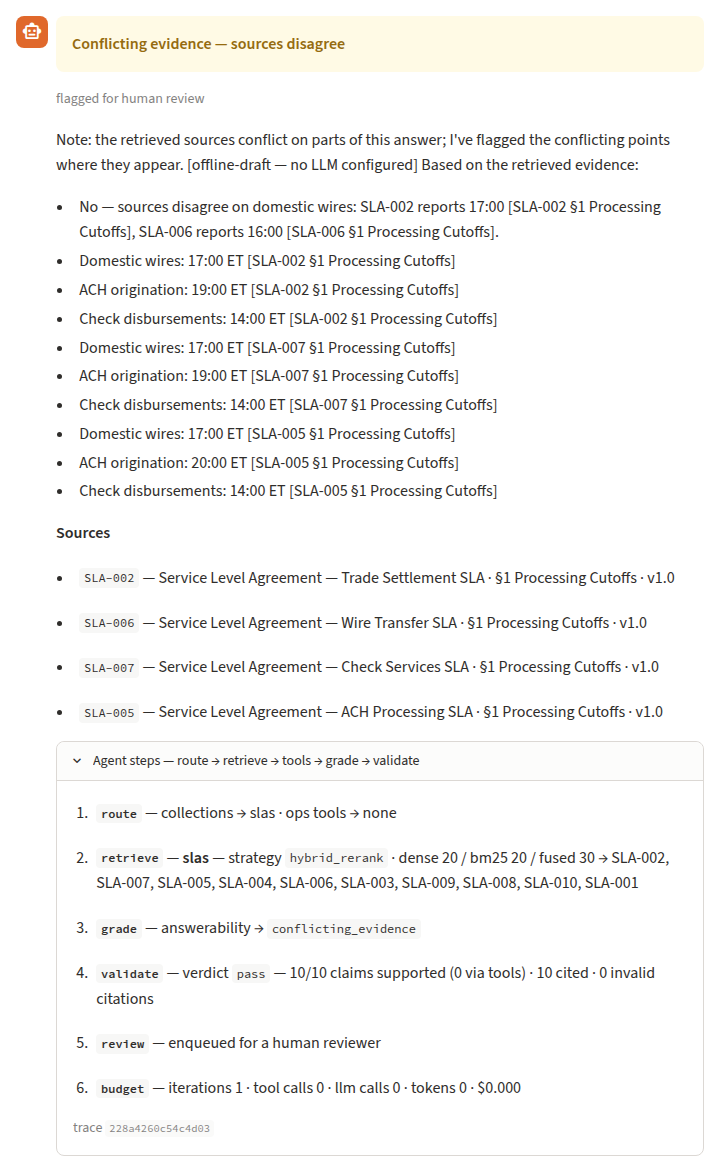 Conflicting evidence — sources disagree
flagged for human review
Note: the retrieved sources conflict on parts of this answer; I've flagged the conflicting points
where they appear. [offline-draft — no LLM configured] Based on the retrieved evidence:
• No — sources disagree on domestic wires: SLA-002 reports 17:00 [SLA-002 §1 Processing
Cutoffs], SLA-006 reports 16:00 [SLA-006 §1 Processing Cutoffs].
• Domestic wires: 17:00 ET [SLA-002 §1 Processing Cutoffs]
• ACH origination: 19:00 ET [SLA-002 §1 Processing Cutoffs]
• Check disbursements: 14:00 ET [SLA-002 §1 Processing Cutoffs]
• Domestic wires: 17:00 ET [SLA-007 §1 Processing Cutoffs]
• ACH origination: 19:00 ET [SLA-007 §1 Processing Cutoffs]
• Check disbursements: 14:00 ET [SLA-007 §1 Processing Cutoffs]
• Domestic wires: 17:00 ET [SLA-005 §1 Processing Cutoffs]
• ACH origination: 20:00 ET [SLA-005 §1 Processing Cutoffs]
• Check disbursements: 14:00 ET [SLA-005 §1 Processing Cutoffs]
Sources
• SLA-002 — Service Level Agreement — Trade Settlement SLA · §1 Processing Cutoffs · v1.0
• SLA-006 — Service Level Agreement — Wire Transfer SLA · §1 Processing Cutoffs · v1.0
• SLA-007 — Service Level Agreement — Check Services SLA · §1 Processing Cutoffs · v1.0
• SLA-005 — Service Level Agreement — ACH Processing SLA · §1 Processing Cutoffs · v1.0
Agent steps — route → retrieve → tools → grade → validate
1. route — collections → slas · ops tools → none
2. retrieve — slas — strategy hybrid_rerank · dense 20 / bm25 20 / fused 30 → SLA-002,
SLA-007, SLA-005, SLA-004, SLA-006, SLA-003, SLA-009, SLA-008, SLA-010, SLA-001
3. grade — answerability → conflicting_evidence
4. validate — verdict pass — 10/10 claims supported (0 via tools) · 10 cited · 0 invalid
citations
5. review — enqueued for a human reviewer
6. budget — iterations 1 · tool calls 0 · llm calls 0 · tokens 0 · $0.000
trace 228a4260c54c4d03